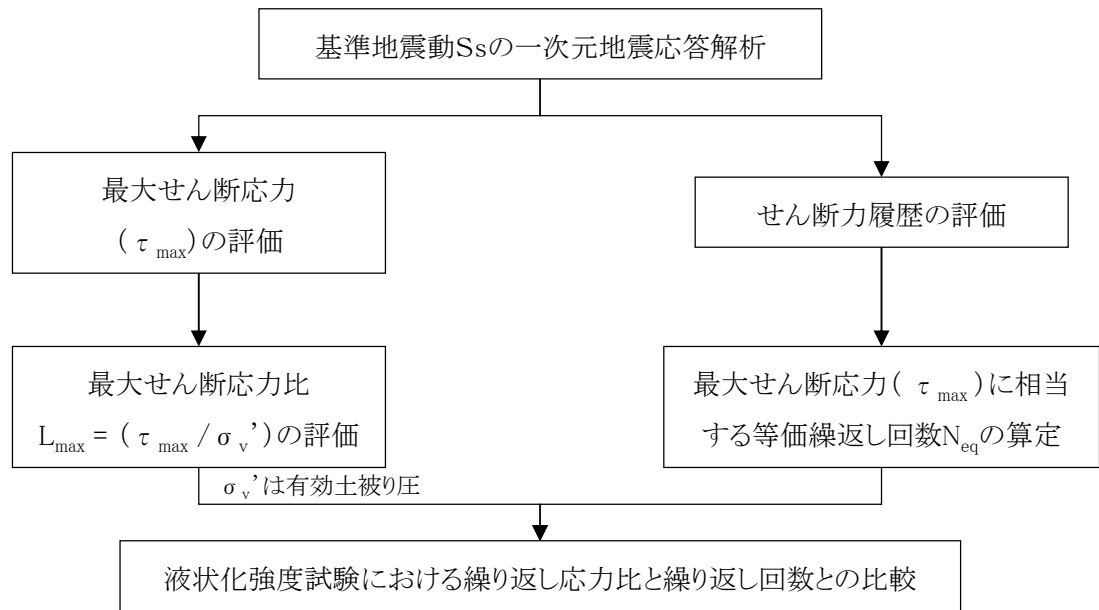 基準地震動Ssの一次元地震応答解析
最大せん断応力
(τmax)の評価
せん断力履歴の評価
最大せん断応力比
Lmax = (τmax / σv’)の評価
最大せん断応力(τmax)に相当
する等価繰返し回数Neqの算定
σv’は有効土被り圧
液状化強度試験における繰り返し応力比と繰り返し回数との比較